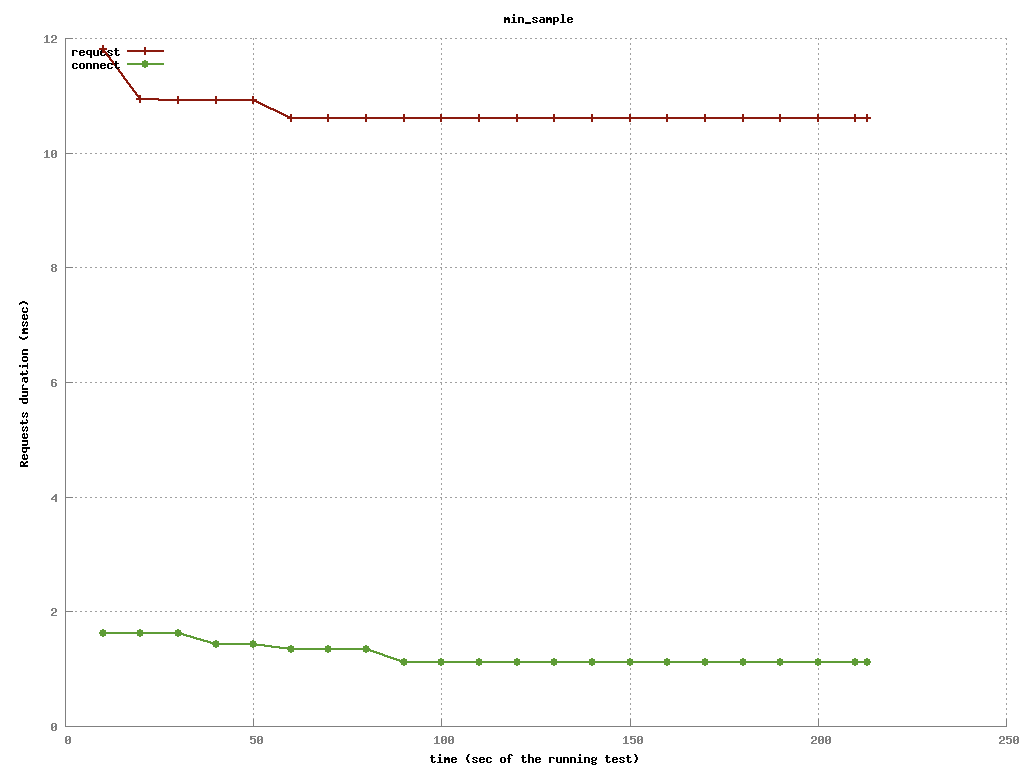 min_sample
12
request
connect
10
8
6
4
2
0
Requests duration (msec)
0 50 100 150 200 250
time (sec of the running test)